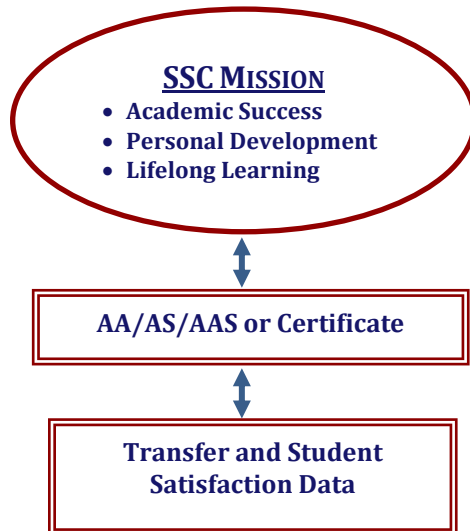 SSC MISSION
• Academic Success
• Personal Development
• Lifelong Learning
AA/AS/AAS or Certificate
Transfer and Student
Satisfaction Data